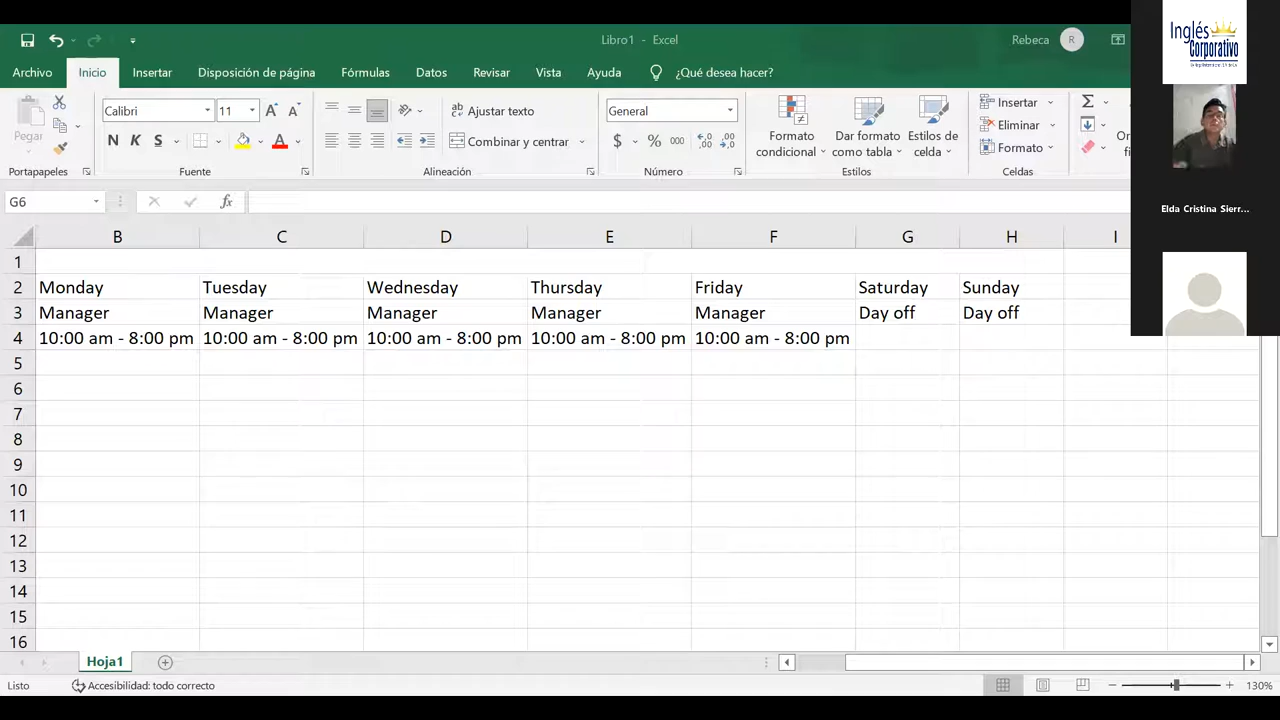 Libro1 - Excel
Rebeca R
Inglés
Corporativo
Archivo Inicio Insertar Disposición de página Fórmulas Datos Revisar Vista Ayuda ¿Qué desea hacer?
Pegar
Calibri 11 A A
N K S A
Ajustar texto
Combinar y centrar
General
$ % 000
Formato condicional
Dar formato como tabla
Estilos de celda
Insertar
Eliminar
Formato
Σ
Portapapeles Fuente Alineación Número Estilos Celdas
Elda Cristina Sierr...
G6 fx
B C D E F G H I
1
2 Monday Tuesday Wednesday Thursday Friday Saturday Sunday
3 Manager Manager Manager Manager Manager Day off Day off
4 10:00 am - 8:00 pm 10:00 am - 8:00 pm 10:00 am - 8:00 pm 10:00 am - 8:00 pm 10:00 am - 8:00 pm
5
6
7
8
9
10
11
12
13
14
15
16
Hoja1
Listo Accesibilidad: todo correcto 130%